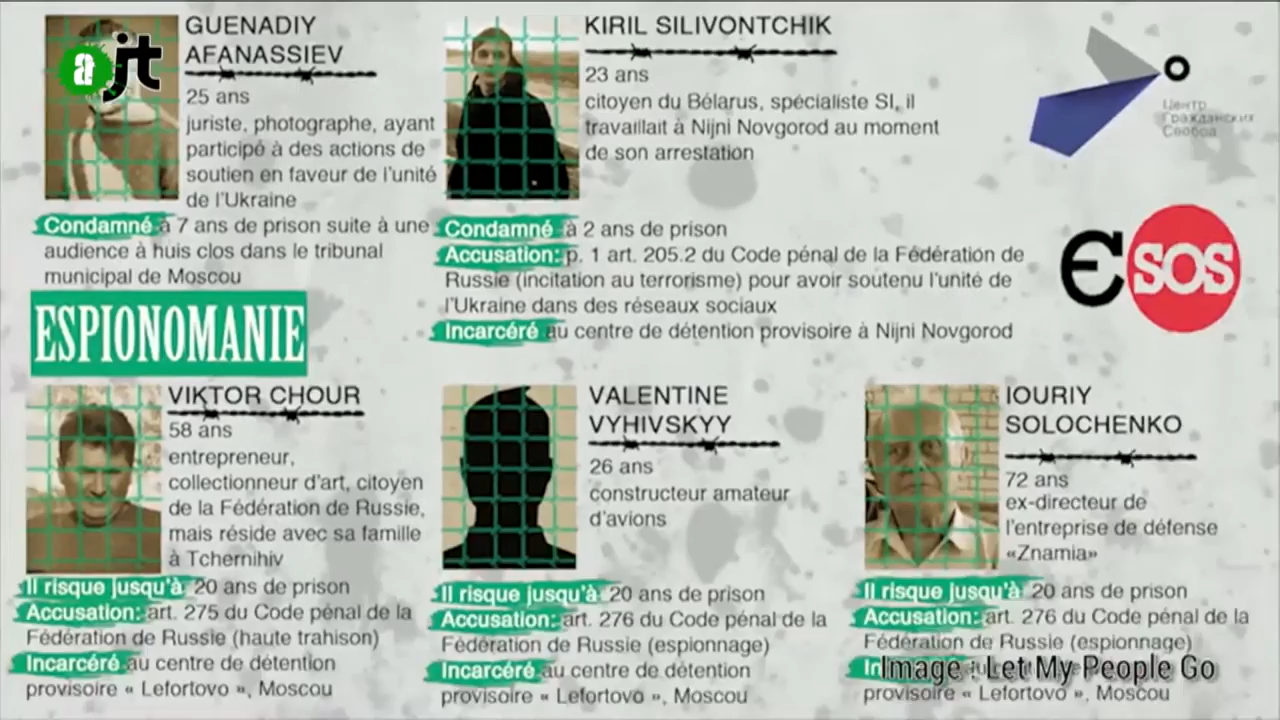 a jt
GUENADIY
AFANASSIEV
25 ans
juriste, photographe, ayant
participé à des actions de
soutien en faveur de l'unité
de l'Ukraine
Condamné à 7 ans de prison suite à une
audience à huis clos dans le tribunal
municipal de Moscou
KIRIL SILIVONTCHIK
23 ans
citoyen du Bélarus, spécialiste SI, il
travaillait à Nijni Novgorod au moment
de son arrestation
Condamné à 2 ans de prison
Accusation: p. 1 art. 205.2 du Code pénal de la Fédération de
Russie (incitation au terrorisme) pour avoir soutenu l'unité de
l'Ukraine dans des réseaux sociaux
Incarcéré au centre de détention provisoire à Nijni Novgorod
Центр
Гражданских
Свобод
Є SOS
ESPIONOMANIE
VIKTOR CHOUR
58 ans
entrepreneur,
collectionneur d'art, citoyen
de la Fédération de Russie,
mais réside avec sa famille
à Tchernihiv
Il risque jusqu'à 20 ans de prison
Accusation: art. 275 du Code pénal de la
Fédération de Russie (haute trahison)
Incarcéré au centre de détention
provisoire « Lefortovo », Moscou
VALENTINE
VYHIVSKYY
26 ans
constructeur amateur
d'avions
Il risque jusqu'à 20 ans de prison
Accusation: art. 276 du Code pénal de la
Fédération de Russie (espionnage)
Incarcéré au centre de détention
provisoire « Lefortovo », Moscou
IOURIY
SOLOCHENKO
72 ans
ex-directeur de
l'entreprise de défense
«Znamia»
Il risque jusqu'à 20 ans de prison
Accusation: art. 276 du Code pénal de la
Fédération de Russie (espionnage)
Image : Let My People Go
provisoire « Lefortovo », Moscou